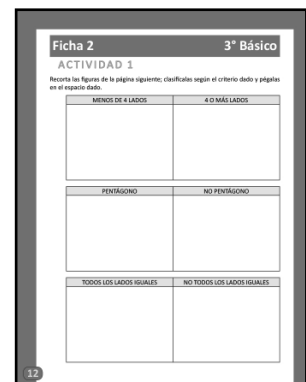 Ficha 2 3° Básico
ACTIVIDAD 1
Recorta las figuras de la página siguiente; clasifícalas según el criterio dado y pégalas
en el espacio dado.
MENOS DE 4 LADOS 4 O MÁS LADOS
PENTÁGONO NO PENTÁGONO
TODOS LOS LADOS IGUALES NO TODOS LOS LADOS IGUALES
12